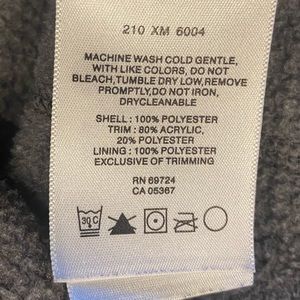 210 XM 6004
MACHINE WASH COLD GENTLE,
WITH LIKE COLORS, DO NOT
BLEACH,TUMBLE DRY LOW,REMOVE
PROMPTLY,DO NOT IRON,
DRYCLEANABLE
SHELL : 100% POLYESTER
TRIM : 80% ACRYLIC,
20% POLYESTER
LINING : 100% POLYESTER
EXCLUSIVE OF TRIMMING
RN 69724
CA 05367
30 C